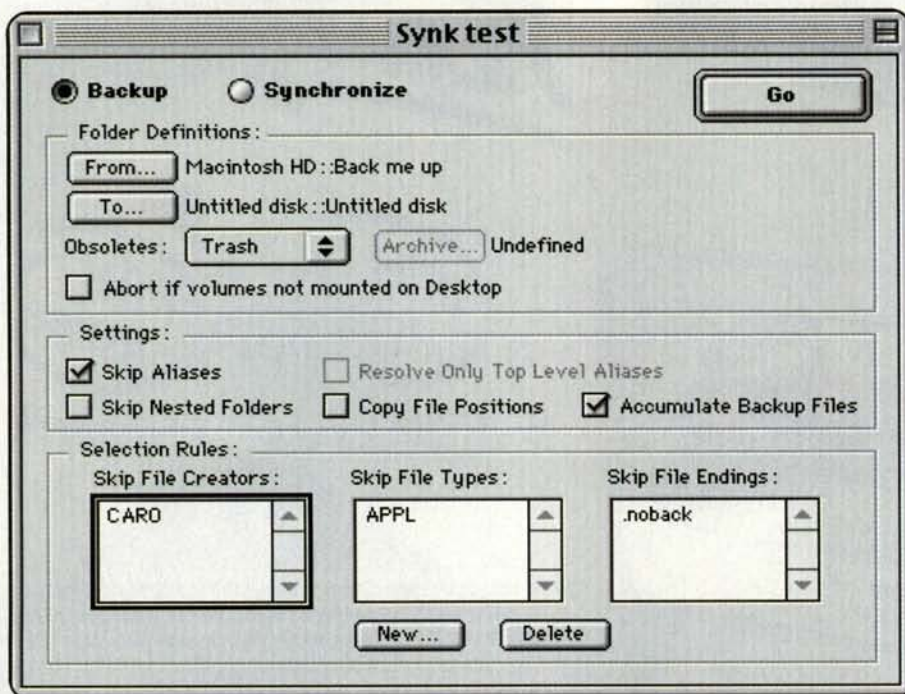 Synk test
Backup Synchronize Go
Folder Definitions:
From... Macintosh HD::Back me up
To... Untitled disk::Untitled disk
Obsoletes: Trash Archive... Undefined
Abort if volumes not mounted on Desktop
Settings:
Skip Aliases Resolve Only Top Level Aliases
Skip Nested Folders Copy File Positions Accumulate Backup Files
Selection Rules:
Skip File Creators: Skip File Types: Skip File Endings:
CARO APPL .noback
New... Delete